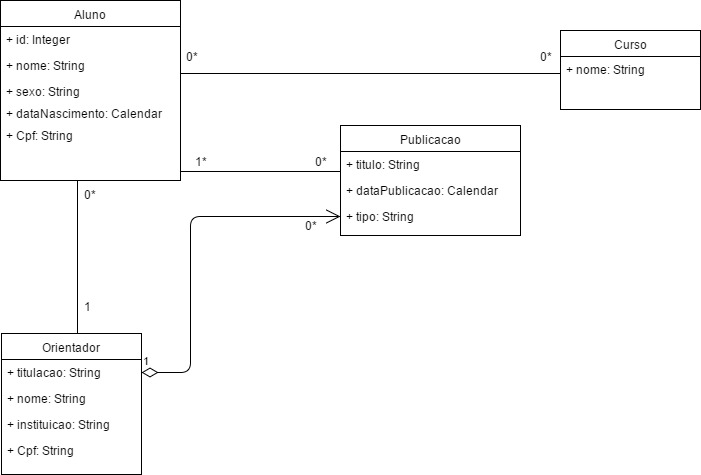 Aluno
+ id: Integer
+ nome: String
+ sexo: String
+ dataNascimento: Calendar
+ Cpf: String
0*
0*
Curso
+ nome: String
1*
0*
Publicacao
+ titulo: String
+ dataPublicacao: Calendar
+ tipo: String
0*
0*
1
Orientador
+ titulacao: String
+ nome: String
+ instituicao: String
+ Cpf: String
1